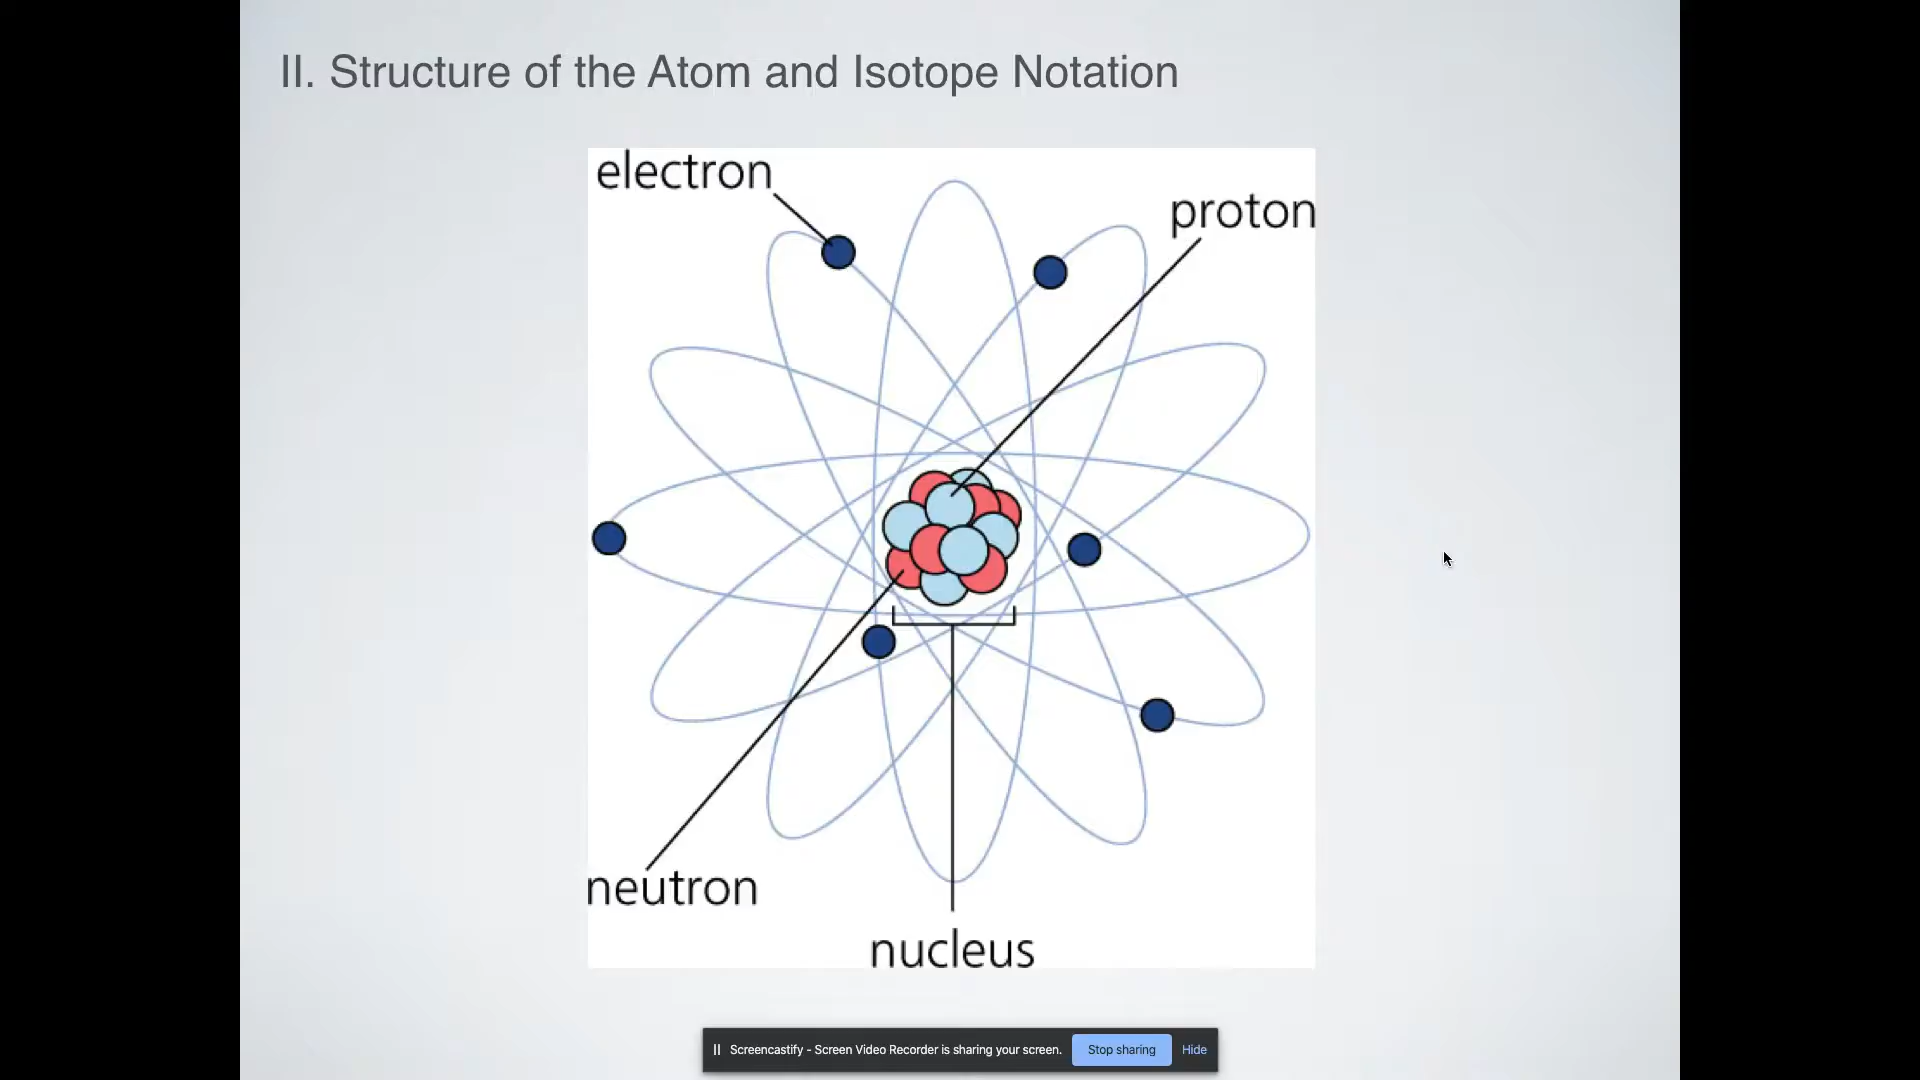 II. Structure of the Atom and Isotope Notation
electron
proton
neutron
nucleus
Screencastify - Screen Video Recorder is sharing your screen.
Stop sharing
Hide